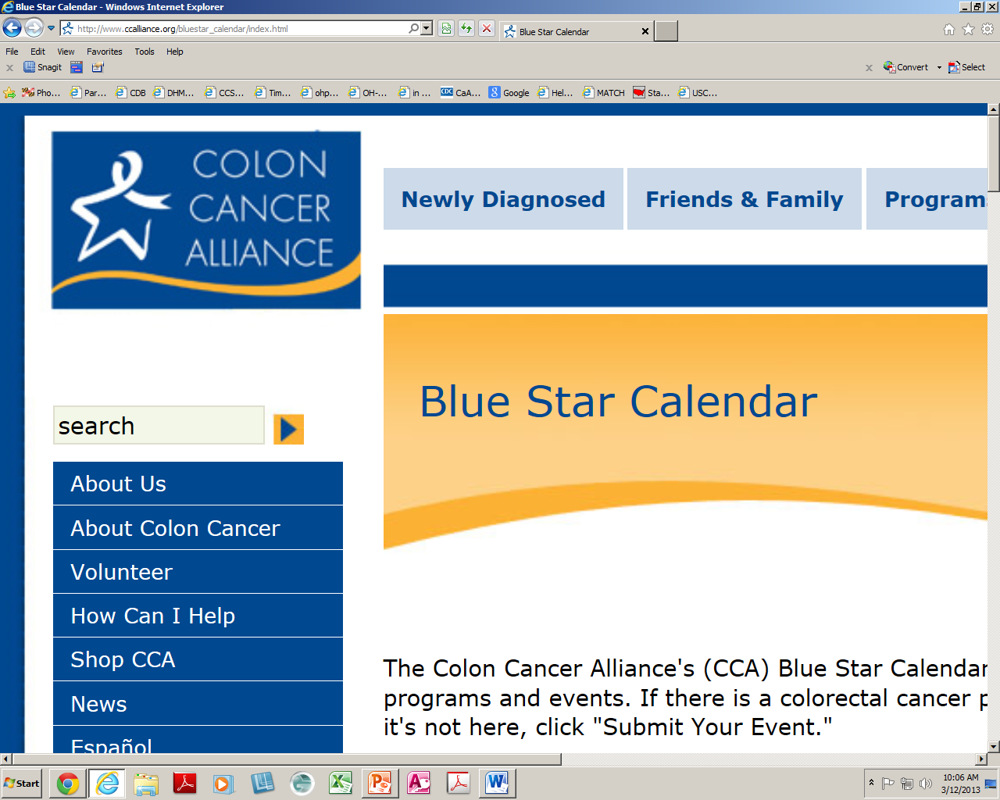 Blue Star Calendar - Windows Internet Explorer
http://www.ccalliance.org/bluestar_calendar/index.html
Blue Star Calendar
File Edit View Favorites Tools Help
x Snagit
x Convert Select
Pho... Par... CDB DHM... CCS... Tim... ohp... OH-... in ... CDC CaA... Google Hel... MATCH Sta... USC...
COLON
CANCER
ALLIANCE
Newly Diagnosed
Friends & Family
Program
Blue Star Calendar
search
About Us
About Colon Cancer
Volunteer
How Can I Help
Shop CCA
News
Español
The Colon Cancer Alliance's (CCA) Blue Star Calendar
programs and events. If there is a colorectal cancer p
it's not here, click "Submit Your Event."
Start
10:06 AM
3/12/2013